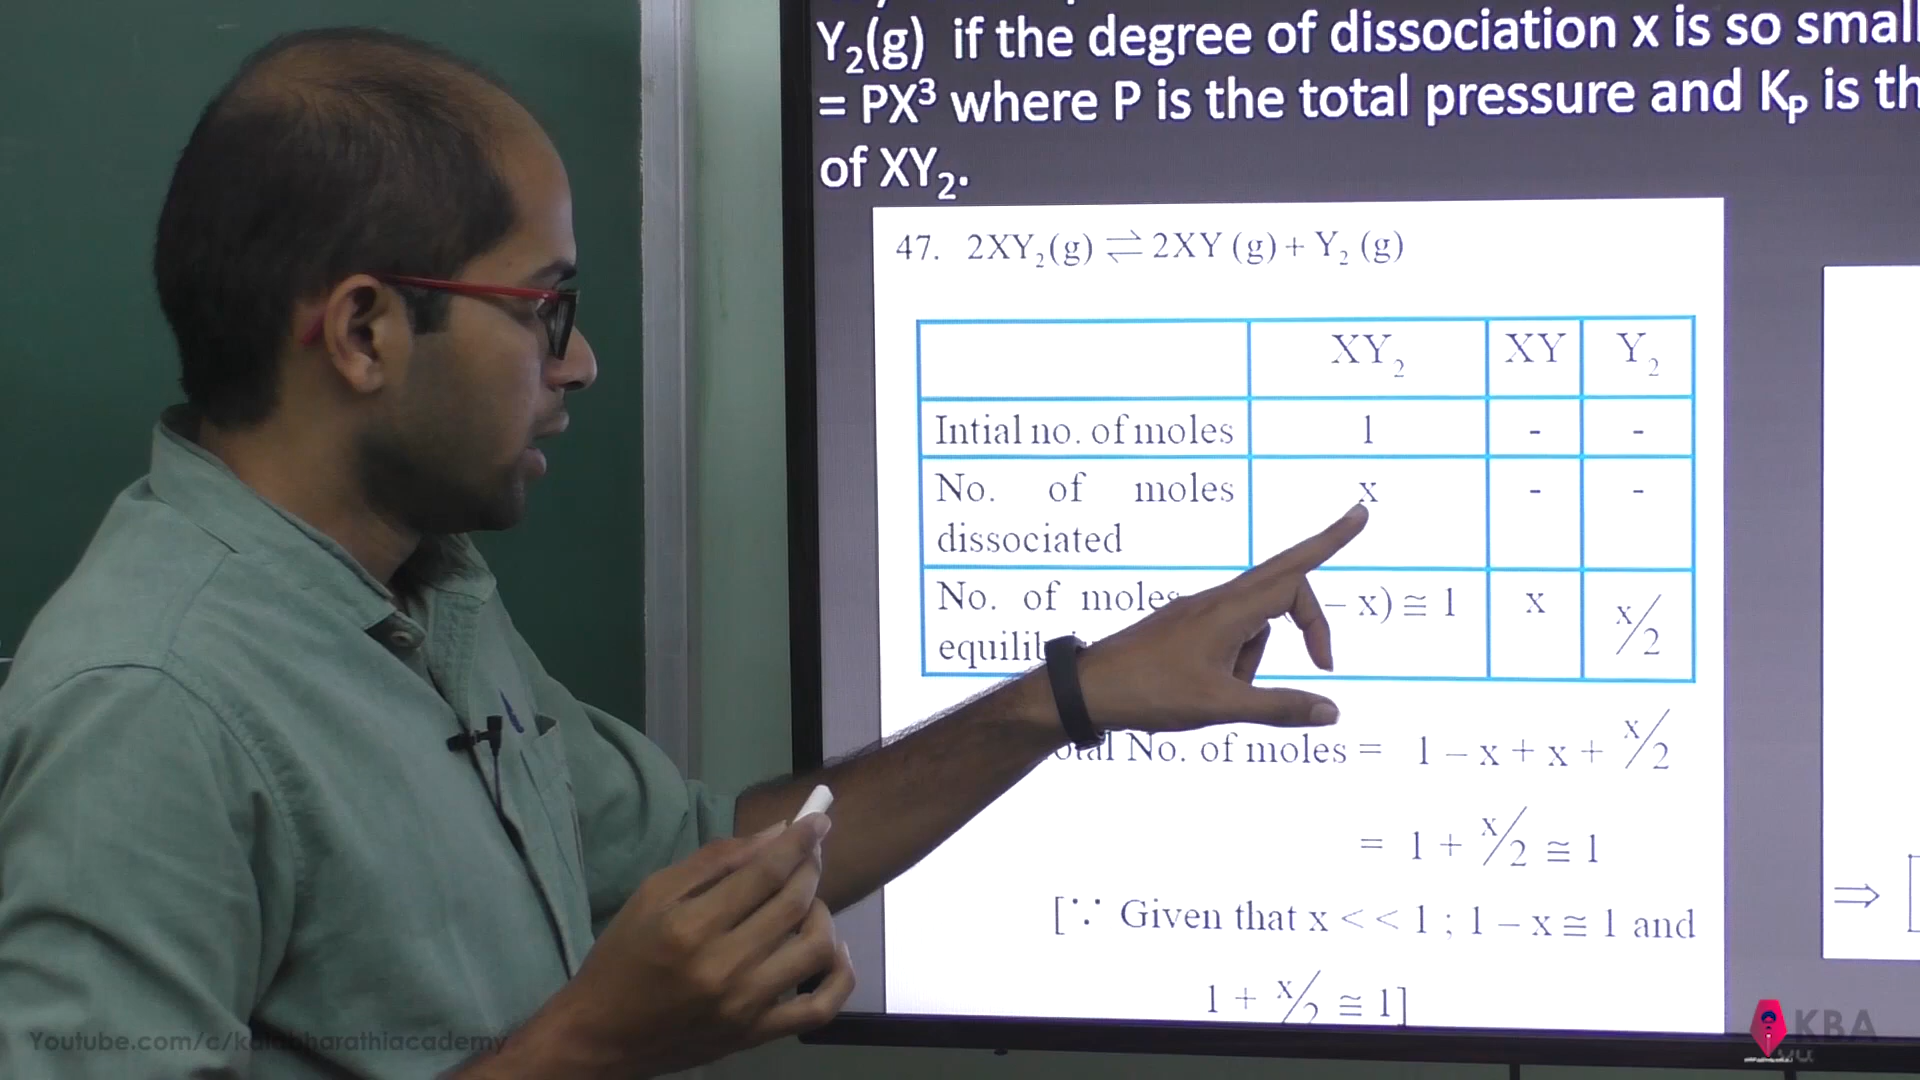 Y₂(g) if the degree of dissociation x is so small
= PX³ where P is the total pressure and Kₚ is th
of XY₂.
47. 2XY₂(g) ⇌ 2XY (g) + Y₂ (g)
XY₂ XY Y₂
Intial no. of moles 1 - -
No. of moles x - -
dissociated
No. of moles – x) ≅ 1 x x/2
equilib
otal No. of moles = 1 – x + x + x/2
= 1 + x/2 ≅ 1
[∵ Given that x < < 1 ; 1 – x ≅ 1 and
1 + x/2 ≅ 1]
⇒ [
Youtube.com/c/kalabharathiacademy
KBA